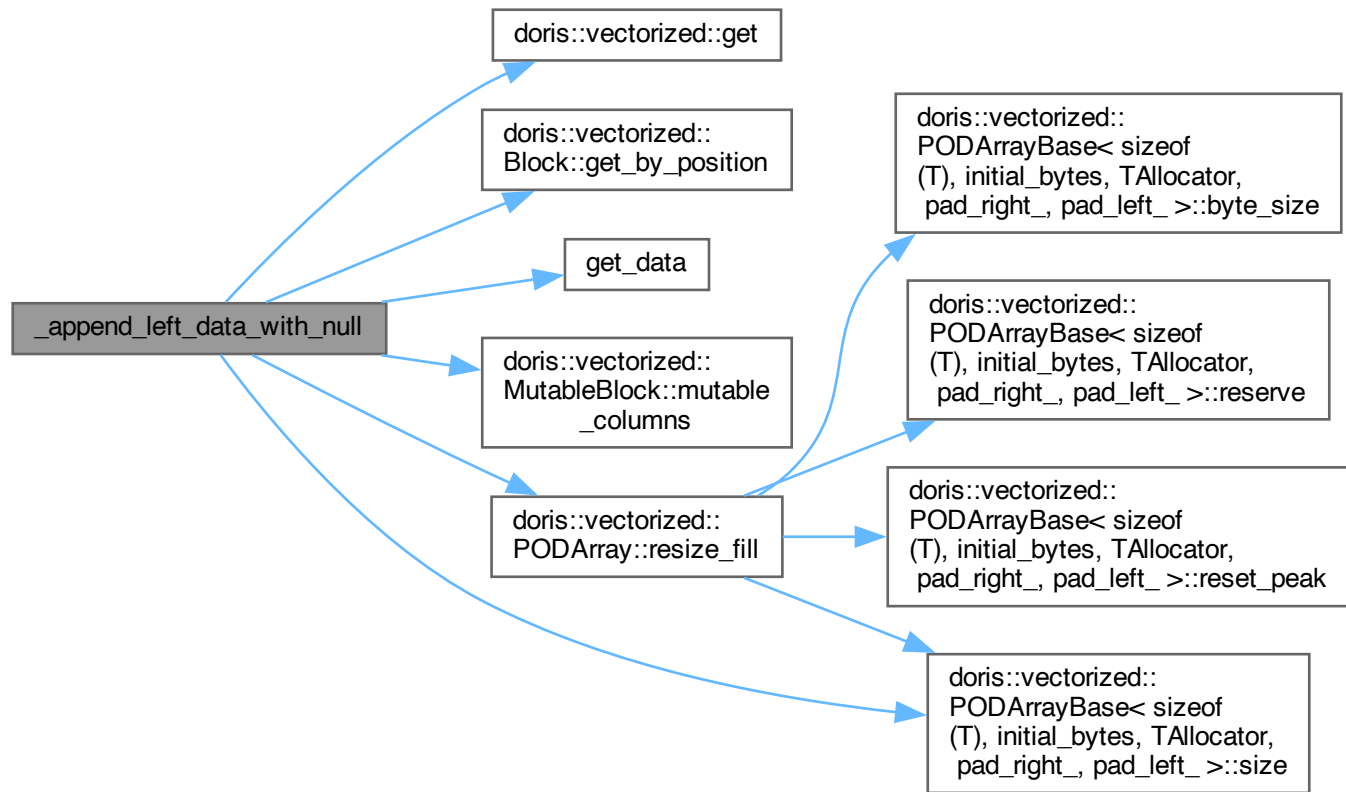 _append_left_data_with_null
doris::vectorized::get
doris::vectorized::
Block::get_by_position
get_data
doris::vectorized::
MutableBlock::mutable
_columns
doris::vectorized::
PODArray::resize_fill
doris::vectorized::
PODArrayBase< sizeof
(T), initial_bytes, TAllocator,
pad_right_, pad_left_ >::byte_size
doris::vectorized::
PODArrayBase< sizeof
(T), initial_bytes, TAllocator,
pad_right_, pad_left_ >::reserve
doris::vectorized::
PODArrayBase< sizeof
(T), initial_bytes, TAllocator,
pad_right_, pad_left_ >::reset_peak
doris::vectorized::
PODArrayBase< sizeof
(T), initial_bytes, TAllocator,
pad_right_, pad_left_ >::size